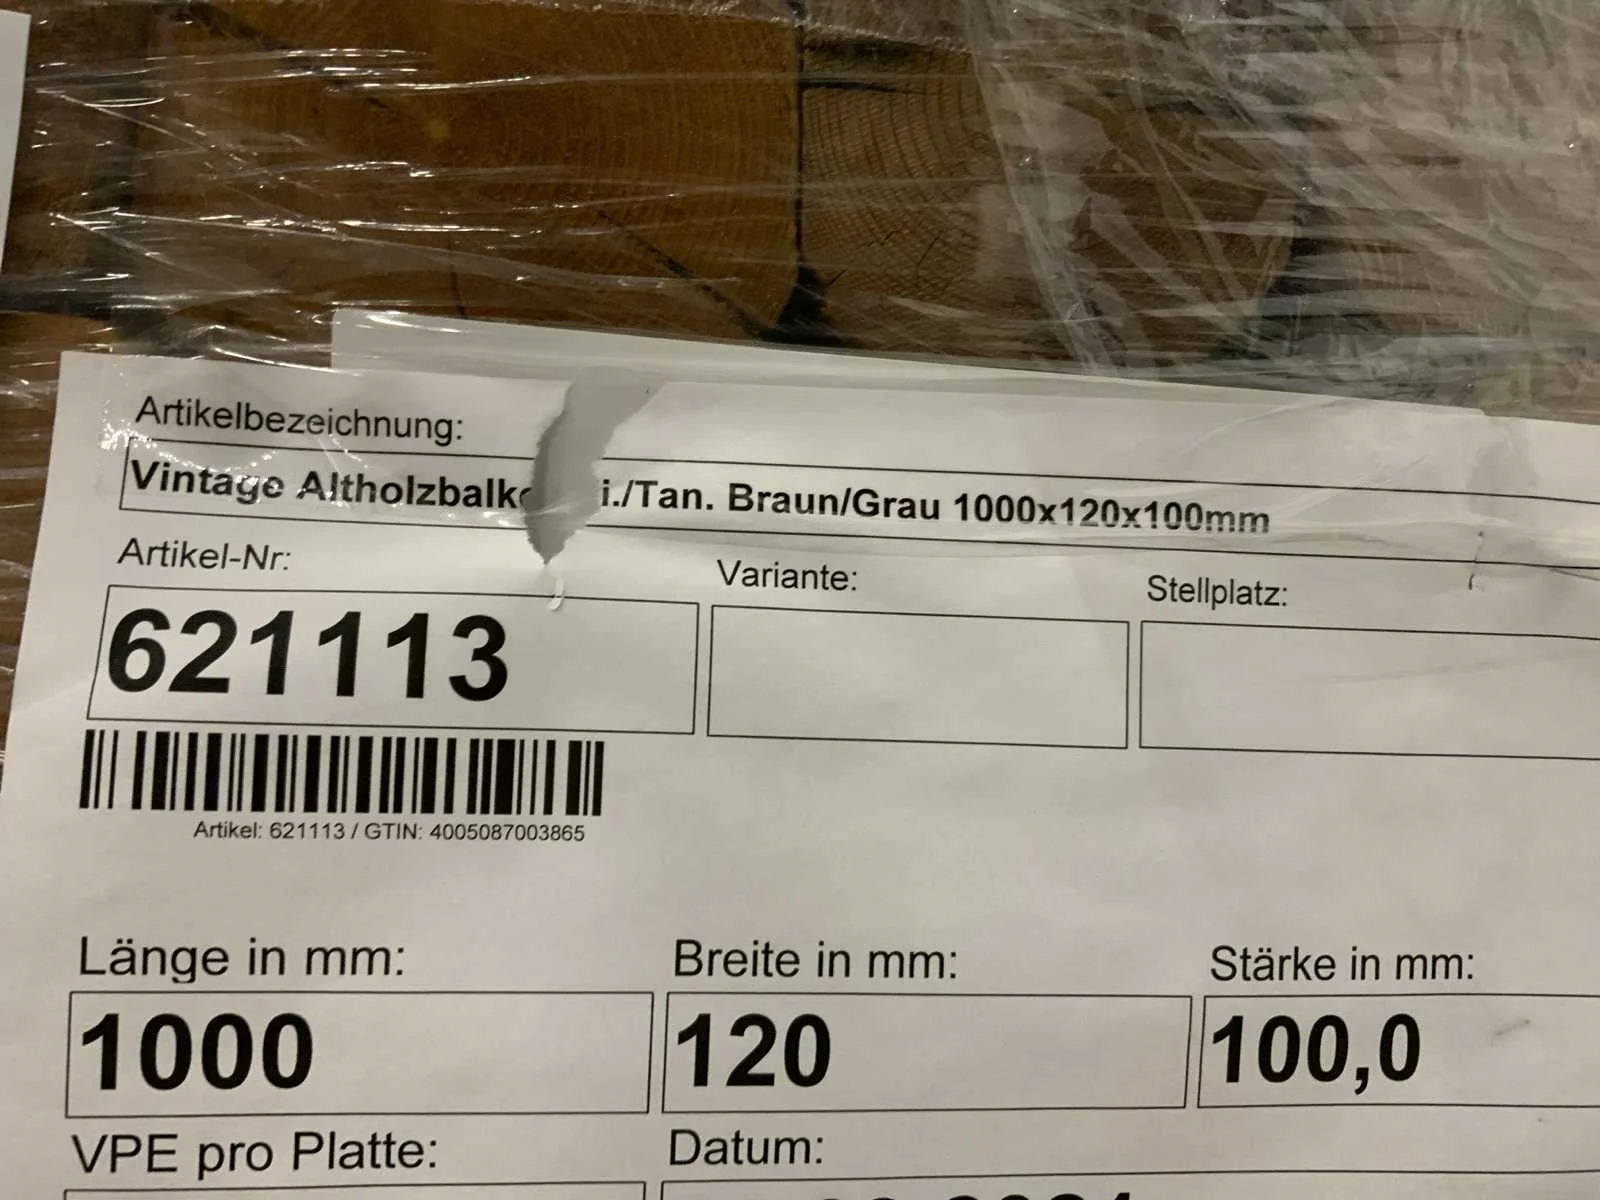 Artikelbezeichnung:
Vintage Altholzbalk i./Tan. Braun/Grau 1000x120x100mm
Artikel-Nr: Variante: Stellplatz:
621113
Artikel: 621113 / GTIN: 4005087003865
Länge in mm: Breite in mm: Stärke in mm:
1000 120 100,0
VPE pro Platte: Datum: